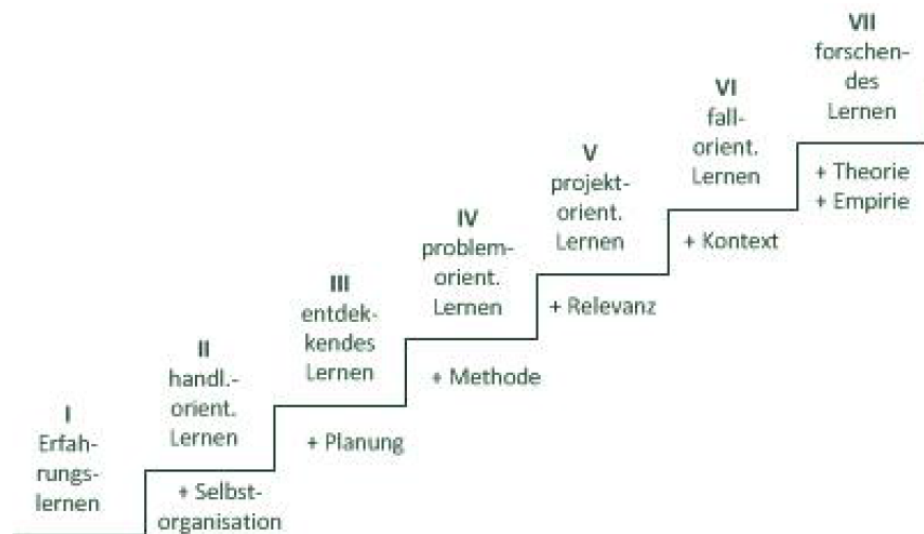 I
Erfah-
rungs-
lernen
II
handl.-
orient.
Lernen
+ Selbst-
organisation
III
entdek-
kendes
Lernen
+ Planung
IV
problem-
orient.
Lernen
+ Methode
V
projekt-
orient.
Lernen
+ Relevanz
VI
fall-
orient.
Lernen
+ Kontext
VII
forschen-
des
Lernen
+ Theorie
+ Empirie